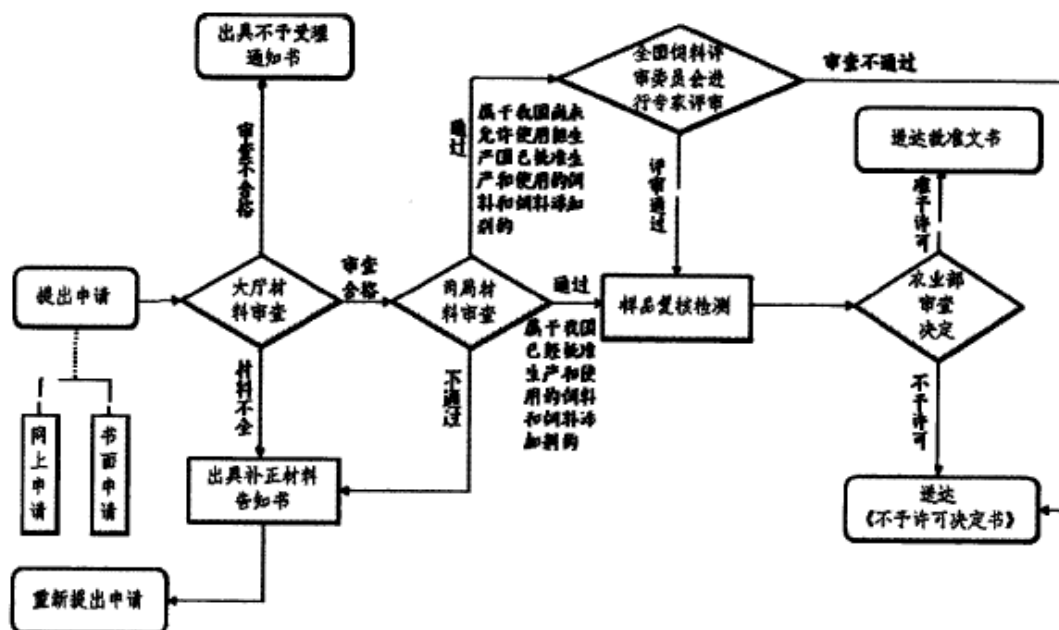 出具不予受理
通知书
审查不合格
全国饲料评
审委员会进
行专家评审
审查不通过
通过
属于我国尚未
允许使用但生
产国已批准生
产和使用的饲
料和饲料添加
剂的
评审通过
送达批准文书
准予许可
提出申请
大厅材
料审查
审查
合格
司局材
料审查
通过
属于我国
已经批准
生产和使
用的饲料
和饲料添
加剂的
样品复核检测
农业部
审查
决定
材料不全
不通过
不予许可
网上申请
书面申请
出具补正材料
告知书
送达
《不予许可决定书》
重新提出申请